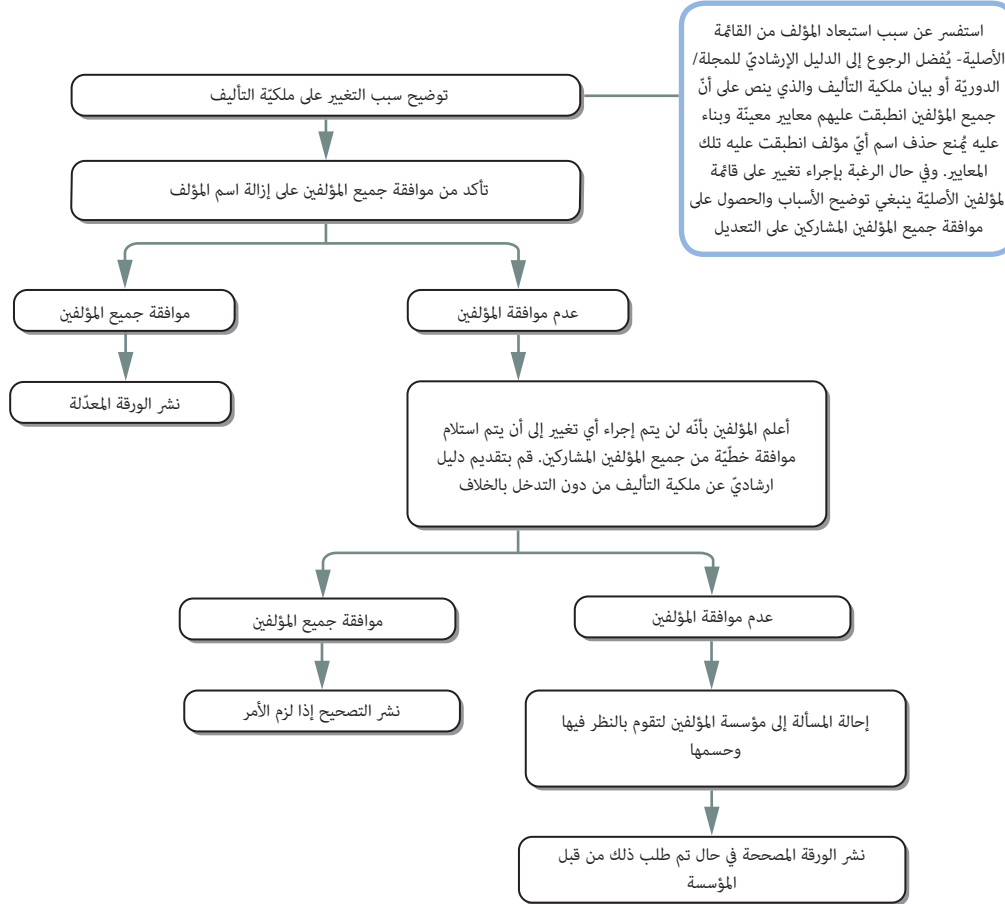 استفسر عن سبب استبعاد المؤلف من القائمة
الأصلية- يُفضل الرجوع إلى الدليل الإرشاديّ للمجلة/
الدوريّة أو بيان ملكية التأليف والذي ينص على أنّ
جميع المؤلفين انطبقت عليهم معايير معينّة وبناء
عليه يُمنع حذف اسم أيّ مؤلف انطبقت عليه تلك
المعايير. وفي حال الرغبة بإجراء تغيير على قائمة
لمؤلفين الأصليّة ينبغي توضيح الأسباب والحصول على
موافقة جميع المؤلفين المشاركين على التعديل
توضيح سبب التغيير على ملكيّة التأليف
تأكد من موافقة جميع المؤلفين على إزالة اسم المؤلف
عدم موافقة المؤلفين
موافقة جميع المؤلفين
نشر الورقة المعدّلة
أعلم المؤلفين بأنّه لن يتم إجراء أي تغيير إلى أن يتم استلام
موافقة خطيّة من جميع المؤلفين المشاركين. قم بتقديم دليل
ارشاديّ عن ملكية التأليف من دون التدخل بالخلاف
عدم موافقة المؤلفين
موافقة جميع المؤلفين
نشر التصحيح إذا لزم الأمر
إحالة المسألة إلى مؤسسة المؤلفين لتقوم بالنظر فيها
وحسمها
نشر الورقة المصححة في حال تم طلب ذلك من قبل
المؤسسة